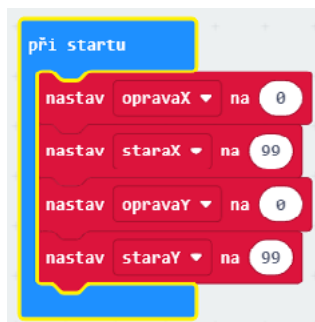 při startu
nastav opravaX na 0
nastav staraX na 99
nastav opravaY na 0
nastav staraY na 99